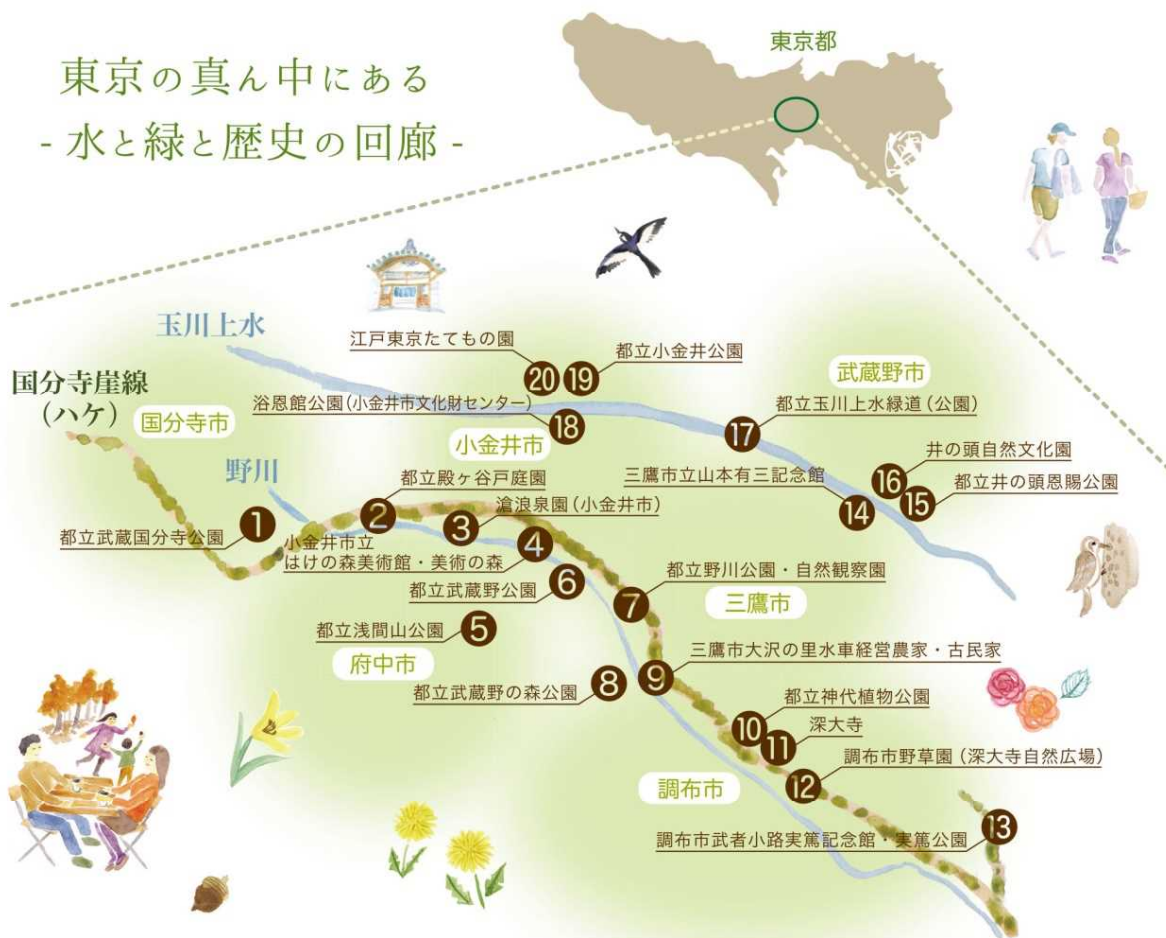 東京の真ん中にある
- 水と緑と歴史の回廊 -
東京都
玉川上水
国分寺崖線
(ハケ)
国分寺市
野川
江戸東京たてもの園
⑳
⑲
都立小金井公園
浴恩館公園(小金井市文化財センター)
⑱
小金井市
武蔵野市
都立玉川上水緑道(公園)
⑰
井の頭自然文化園
⑯
⑮
都立井の頭恩賜公園
三鷹市立山本有三記念館
⑭
都立武蔵国分寺公園
①
都立殿ヶ谷戸庭園
②
滄浪泉園(小金井市)
③
小金井市立
はけの森美術館・美術の森
④
都立武蔵野公園
⑥
都立野川公園・自然観察園
⑦
三鷹市
都立浅間山公園
⑤
府中市
都立武蔵野の森公園
⑧
⑨
三鷹市大沢の里水車経営農家・古民家
都立神代植物公園
⑩
深大寺
⑪
調布市野草園(深大寺自然広場)
⑫
調布市
調布市武者小路実篤記念館・実篤公園
⑬